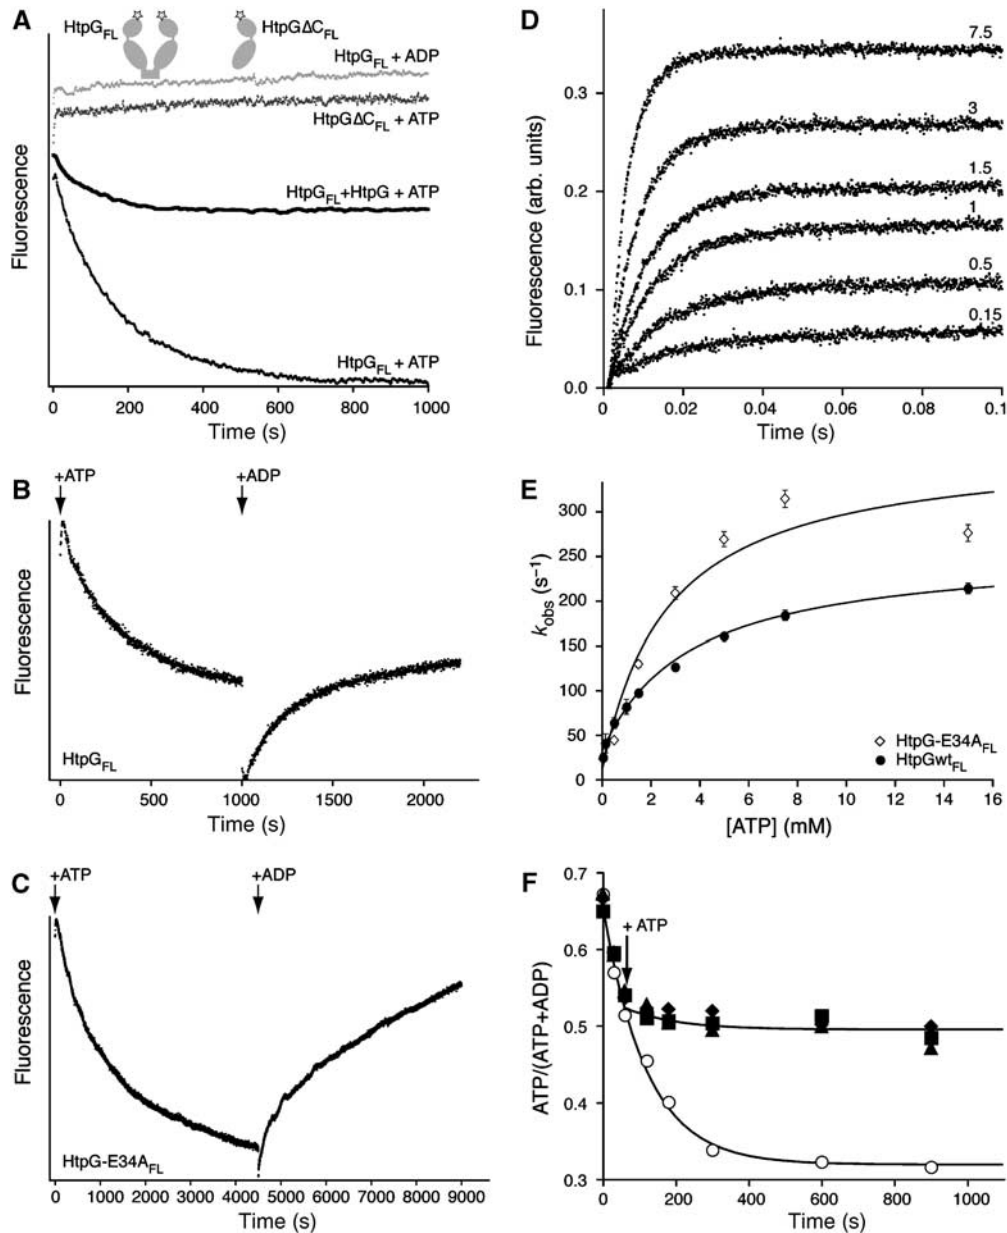 A
HtpG_FL
HtpGΔC_FL
HtpG_FL + ADP
HtpGΔC_FL + ATP
HtpG_FL+HtpG + ATP
HtpG_FL + ATP
Fluorescence
0 200 400 600 800 1000
Time (s)
B
+ATP +ADP
Fluorescence
HtpG_FL
0 500 1000 1500 2000
Time (s)
C
+ATP +ADP
Fluorescence
HtpG-E34A_FL
0 1000 2000 3000 4000 5000 6000 7000 8000 9000
Time (s)
D
7.5
3
1.5
1
0.5
0.15
0.3
0.2
0.1
0.0
Fluorescence (arb. units)
0 0.02 0.04 0.06 0.08 0.1
Time (s)
E
300
250
200
150
100
50
0
k_obs (s⁻¹)
HtpG-E34A_FL
HtpGwt_FL
0 2 4 6 8 10 12 14 16
[ATP] (mM)
F
0.7
0.6
0.5
0.4
0.3
+ ATP
ATP/(ATP+ADP)
0 200 400 600 800 1000
Time (s)